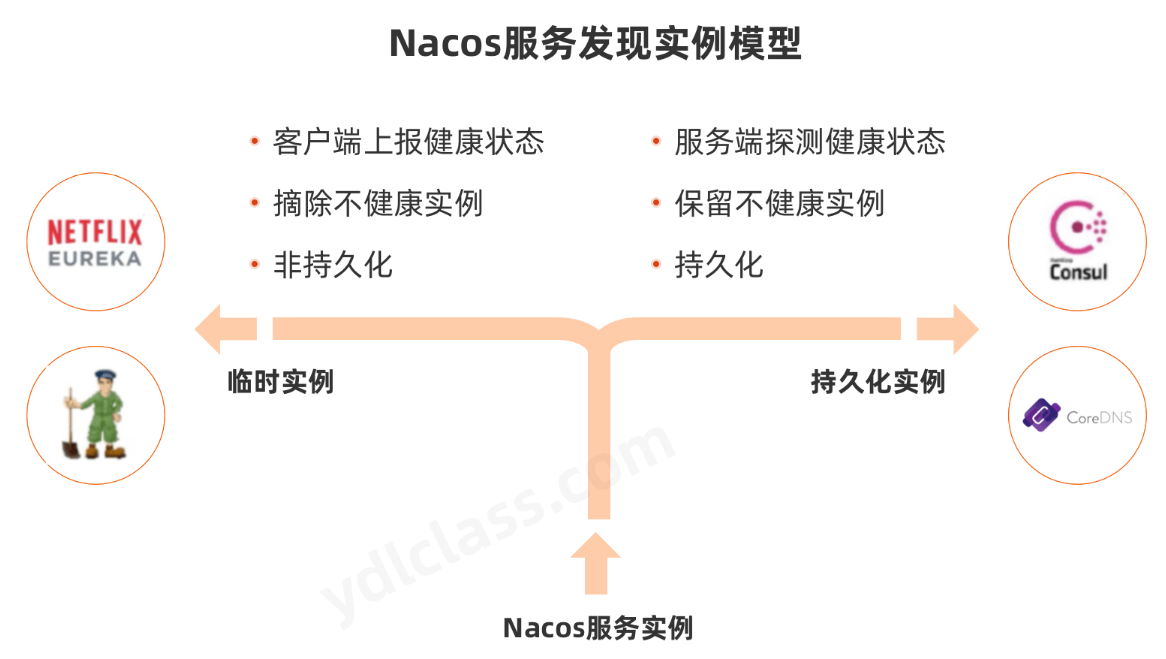 Nacos服务发现实例模型
客户端上报健康状态
摘除不健康实例
非持久化
服务端探测健康状态
保留不健康实例
持久化
NETFLIX
EUREKA
Consul
临时实例
持久化实例
CoreDNS
ydlclass.com
Nacos服务实例